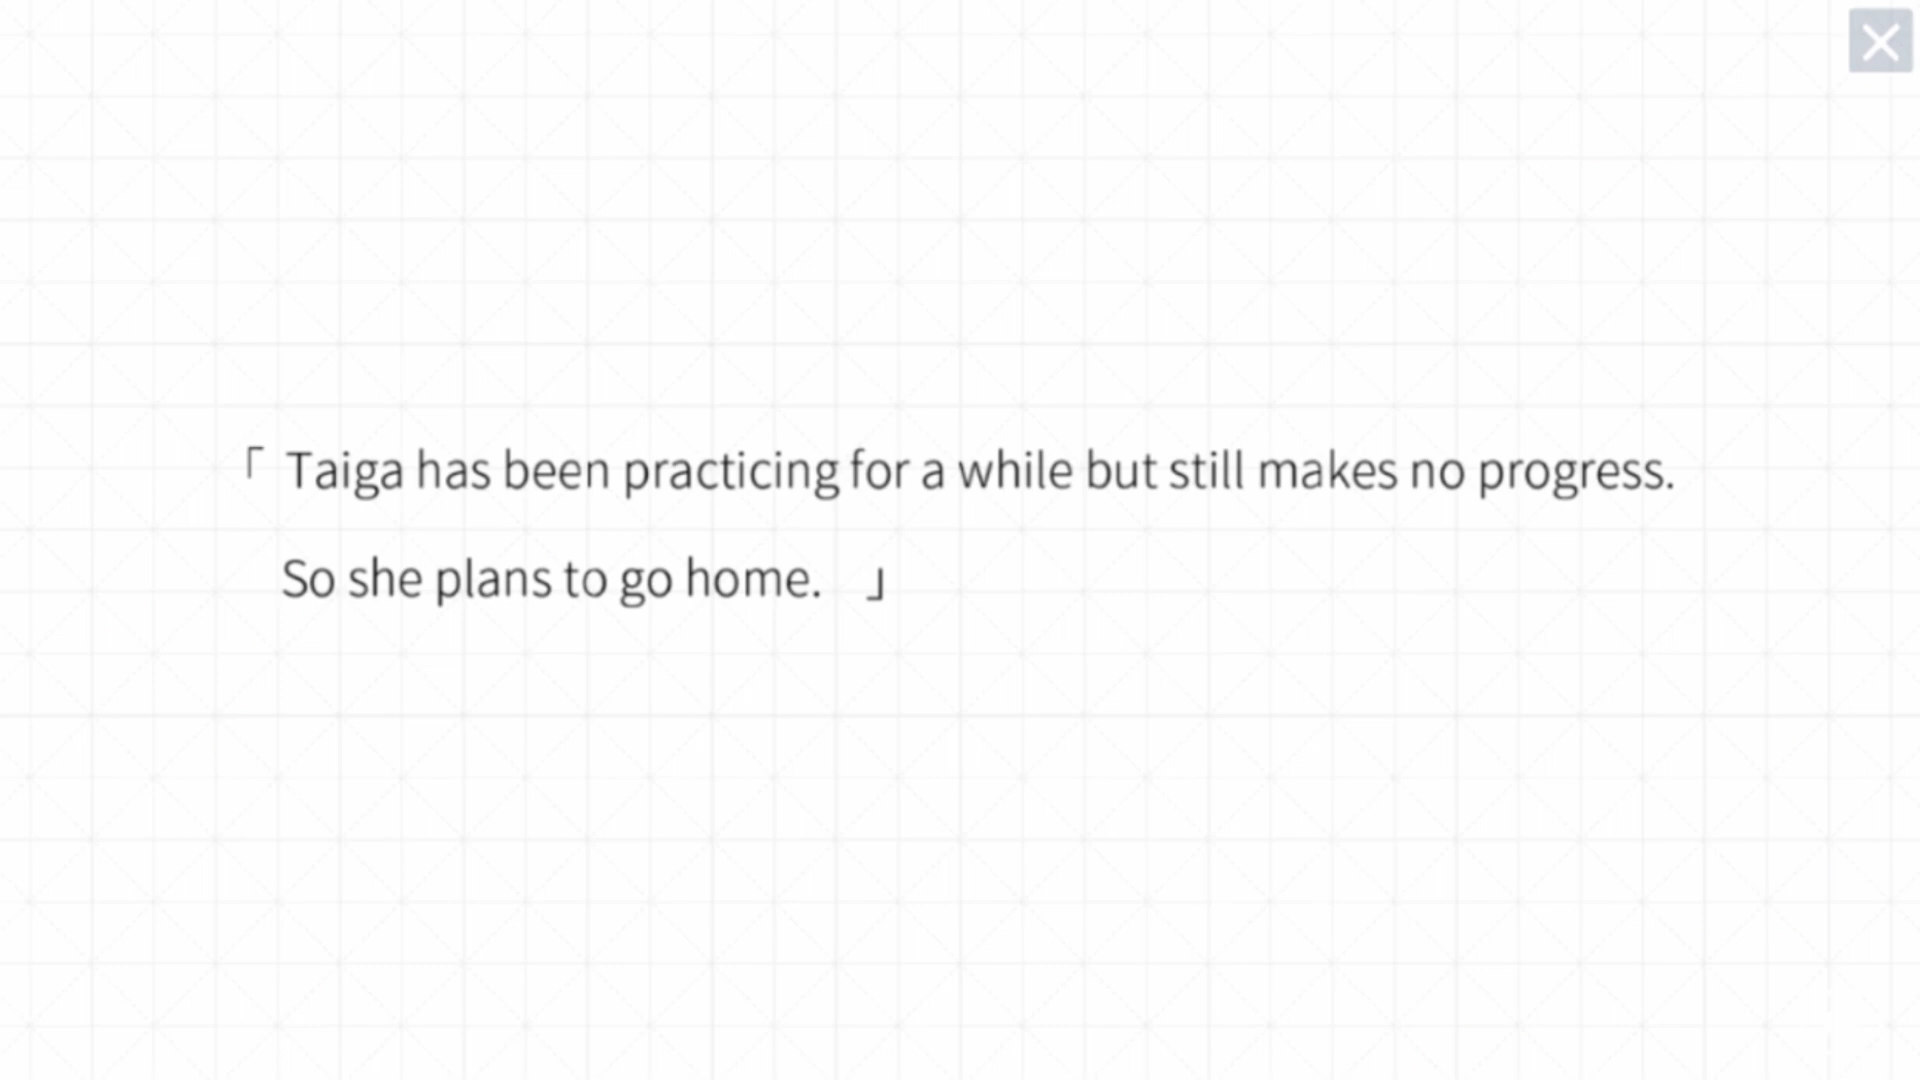 「 Taiga has been practicing for a while but still makes no progress.
So she plans to go home. 」